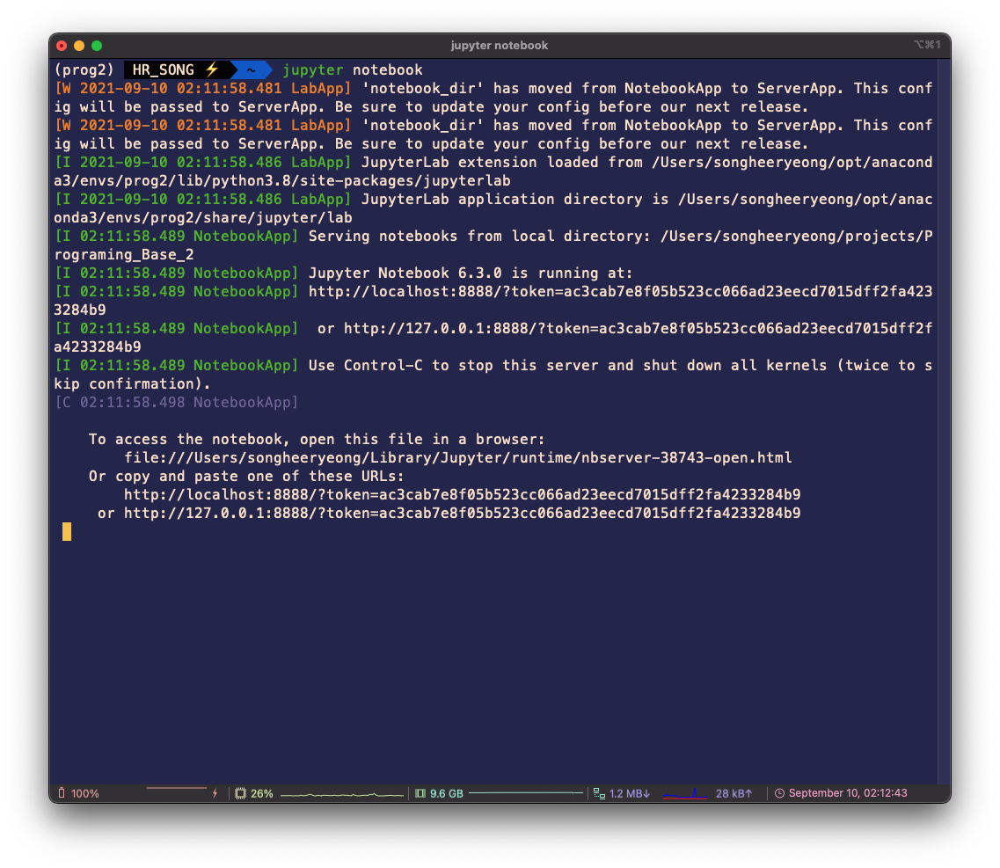 jupyter notebook
⌥⌘1
(prog2) HR_SONG ⚡ ~ jupyter notebook
[W 2021-09-10 02:11:58.481 LabApp] 'notebook_dir' has moved from NotebookApp to ServerApp. This conf
ig will be passed to ServerApp. Be sure to update your config before our next release.
[W 2021-09-10 02:11:58.481 LabApp] 'notebook_dir' has moved from NotebookApp to ServerApp. This conf
ig will be passed to ServerApp. Be sure to update your config before our next release.
[I 2021-09-10 02:11:58.486 LabApp] JupyterLab extension loaded from /Users/songheeryeong/opt/anacond
a3/envs/prog2/lib/python3.8/site-packages/jupyterlab
[I 2021-09-10 02:11:58.486 LabApp] JupyterLab application directory is /Users/songheeryeong/opt/anac
onda3/envs/prog2/share/jupyter/lab
[I 02:11:58.489 NotebookApp] Serving notebooks from local directory: /Users/songheeryeong/projects/P
rograming_Base_2
[I 02:11:58.489 NotebookApp] Jupyter Notebook 6.3.0 is running at:
[I 02:11:58.489 NotebookApp] http://localhost:8888/?token=ac3cab7e8f05b523cc066ad23eecd7015dff2fa423
3284b9
[I 02:11:58.489 NotebookApp]  or http://127.0.0.1:8888/?token=ac3cab7e8f05b523cc066ad23eecd7015dff2f
a4233284b9
[I 02:11:58.489 NotebookApp] Use Control-C to stop this server and shut down all kernels (twice to s
kip confirmation).
[C 02:11:58.498 NotebookApp]
To access the notebook, open this file in a browser:
file:///Users/songheeryeong/Library/Jupyter/runtime/nbserver-38743-open.html
Or copy and paste one of these URLs:
http://localhost:8888/?token=ac3cab7e8f05b523cc066ad23eecd7015dff2fa4233284b9
or http://127.0.0.1:8888/?token=ac3cab7e8f05b523cc066ad23eecd7015dff2fa4233284b9
100% 26% 9.6 GB 1.2 MB↓ 28 kB↑ September 10, 02:12:43